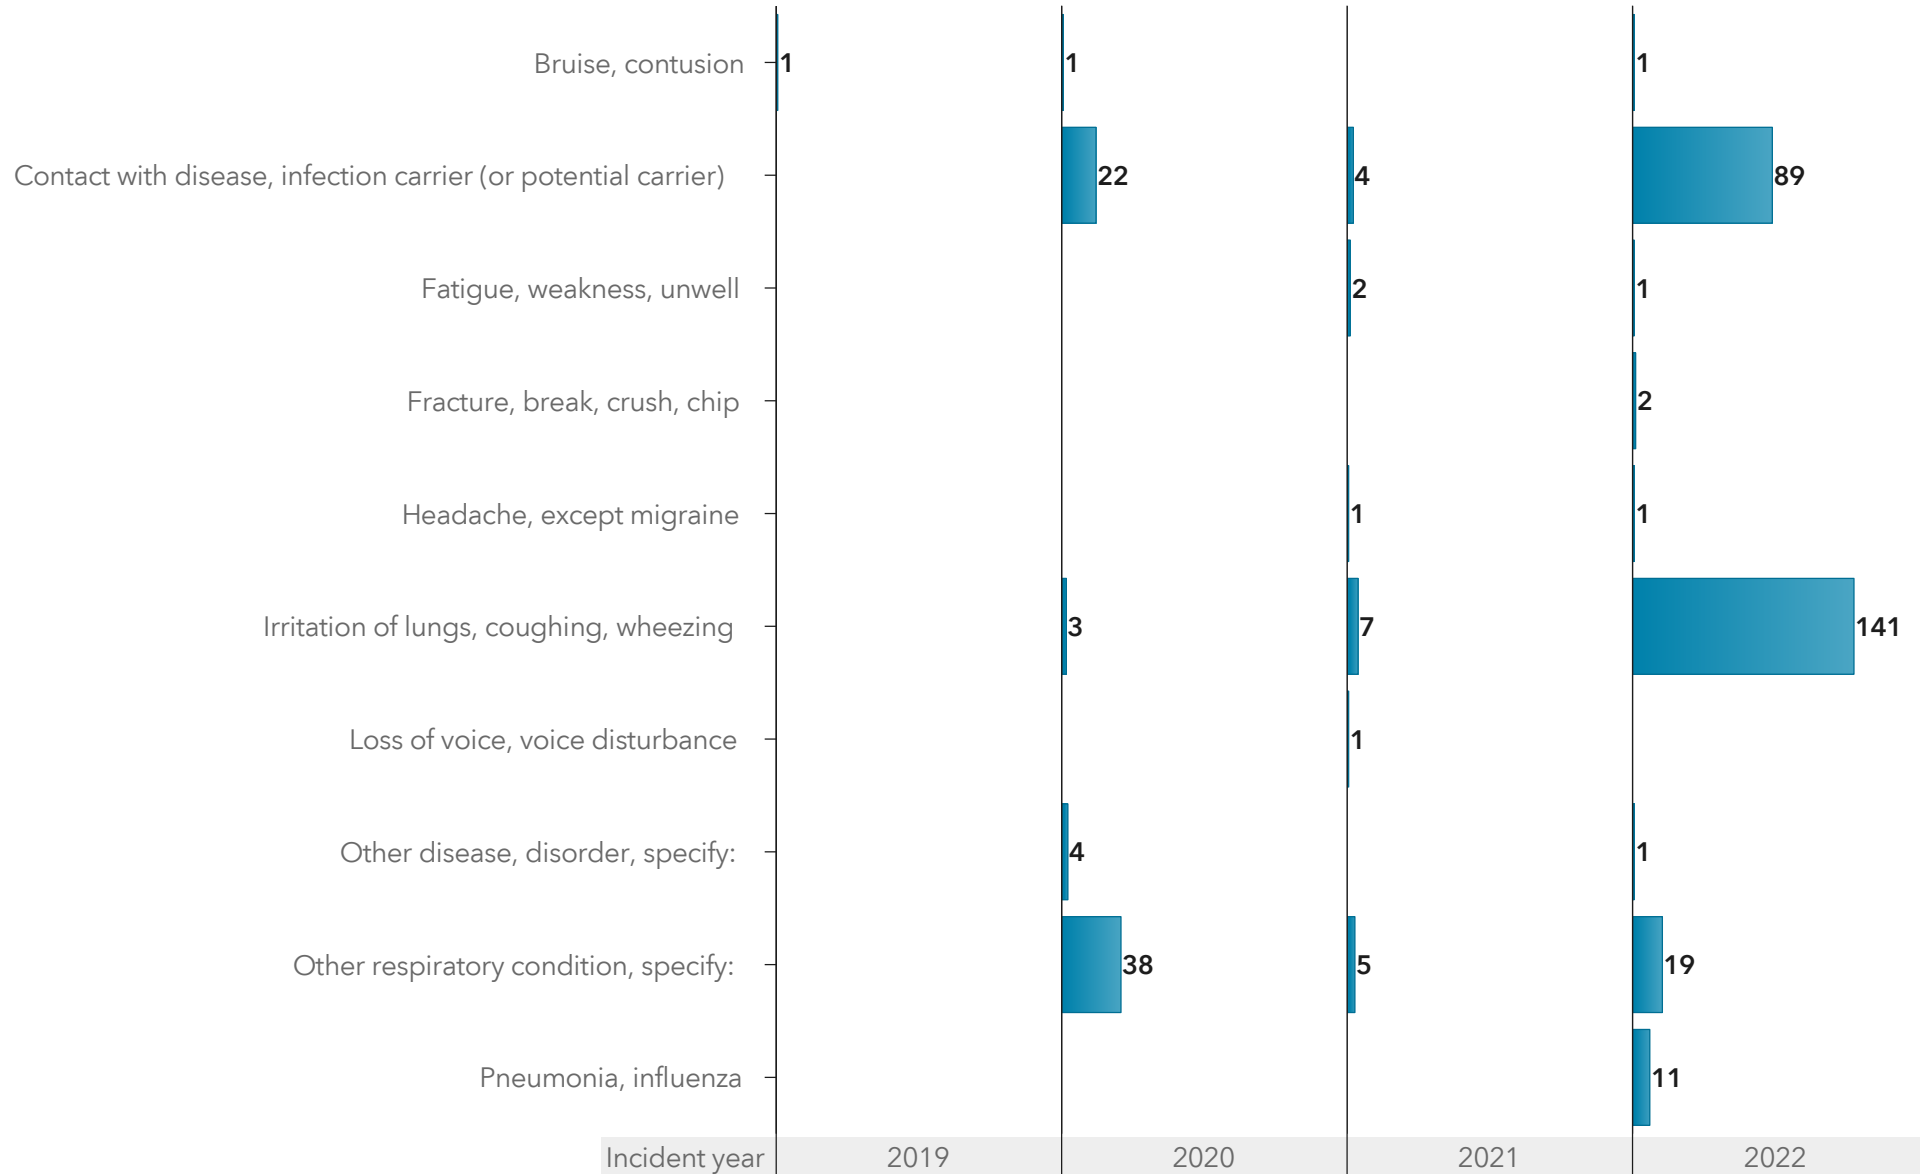 Bruise, contusion 1 1 1
Contact with disease, infection carrier (or potential carrier) 22 4 89
Fatigue, weakness, unwell 2 1
Fracture, break, crush, chip 2
Headache, except migraine 1 1
Irritation of lungs, coughing, wheezing 3 7 141
Loss of voice, voice disturbance 1
Other disease, disorder, specify: 4 1
Other respiratory condition, specify: 38 5 19
Pneumonia, influenza 11
Incident year 2019 2020 2021 2022